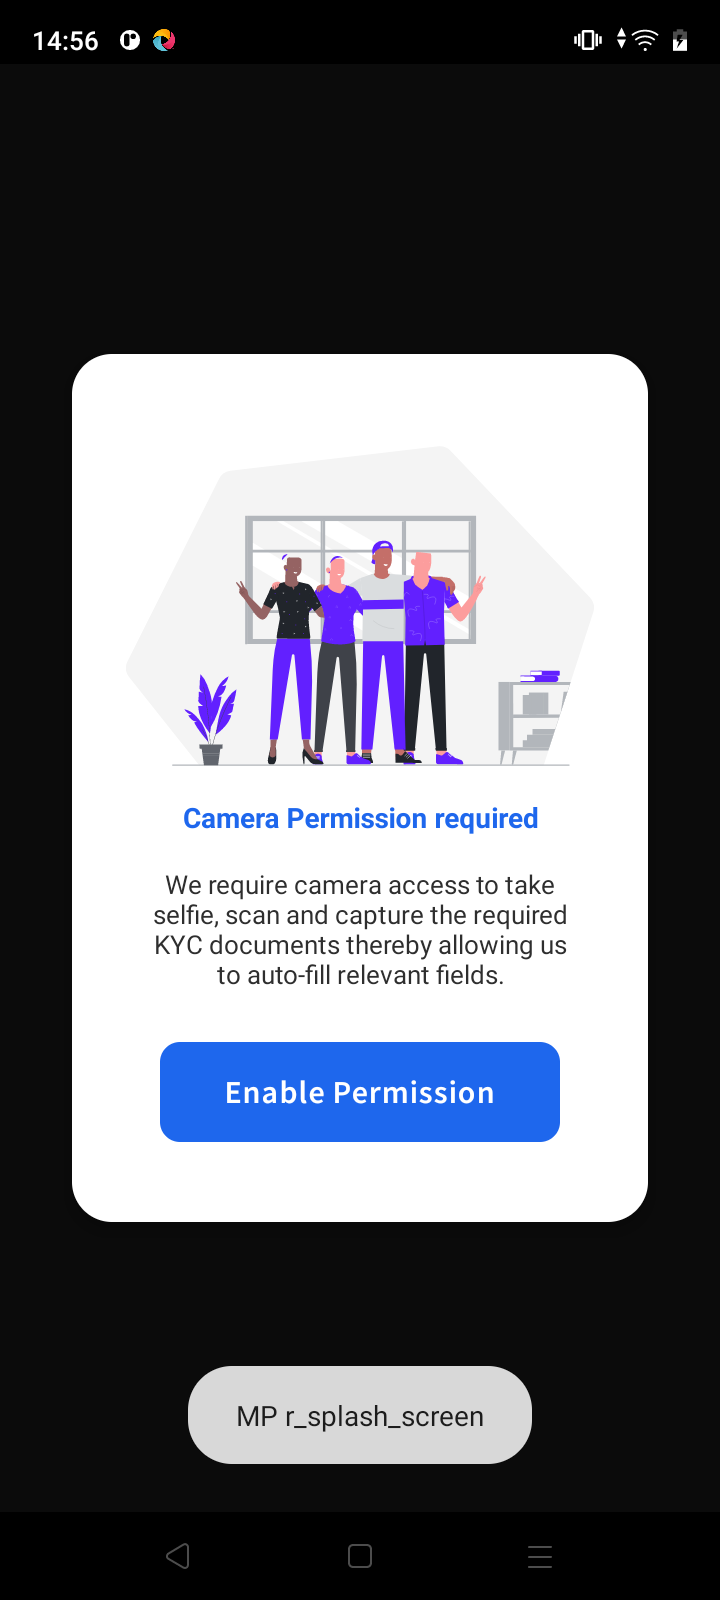 14:56
Camera Permission required
We require camera access to take
selfie, scan and capture the required
KYC documents thereby allowing us
to auto-fill relevant fields.
Enable Permission
MP r_splash_screen